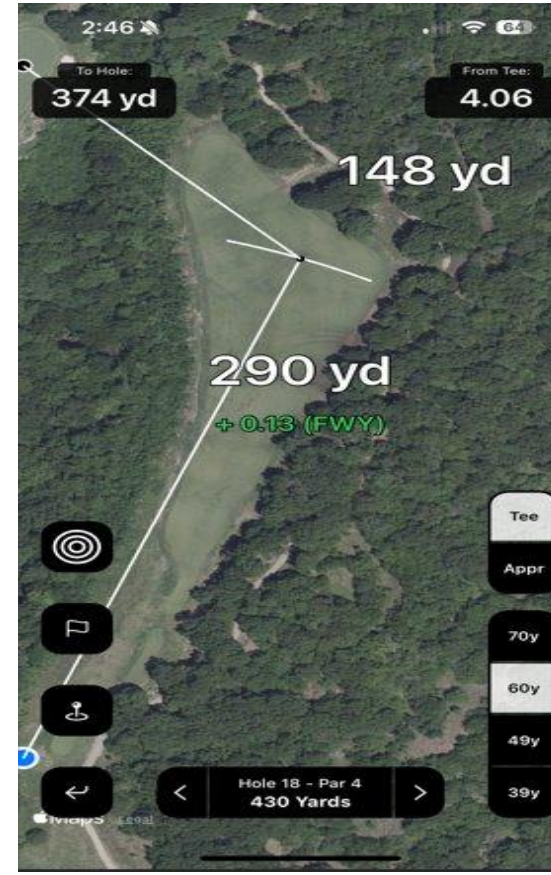 2:46
64
To Hole:
374 yd
From Tee:
4.06
148 yd
290 yd
+ 0.13 (FWY)
Tee
Appr
70y
60y
49y
39y
Hole 18 - Par 4
430 Yards
Maps Legal